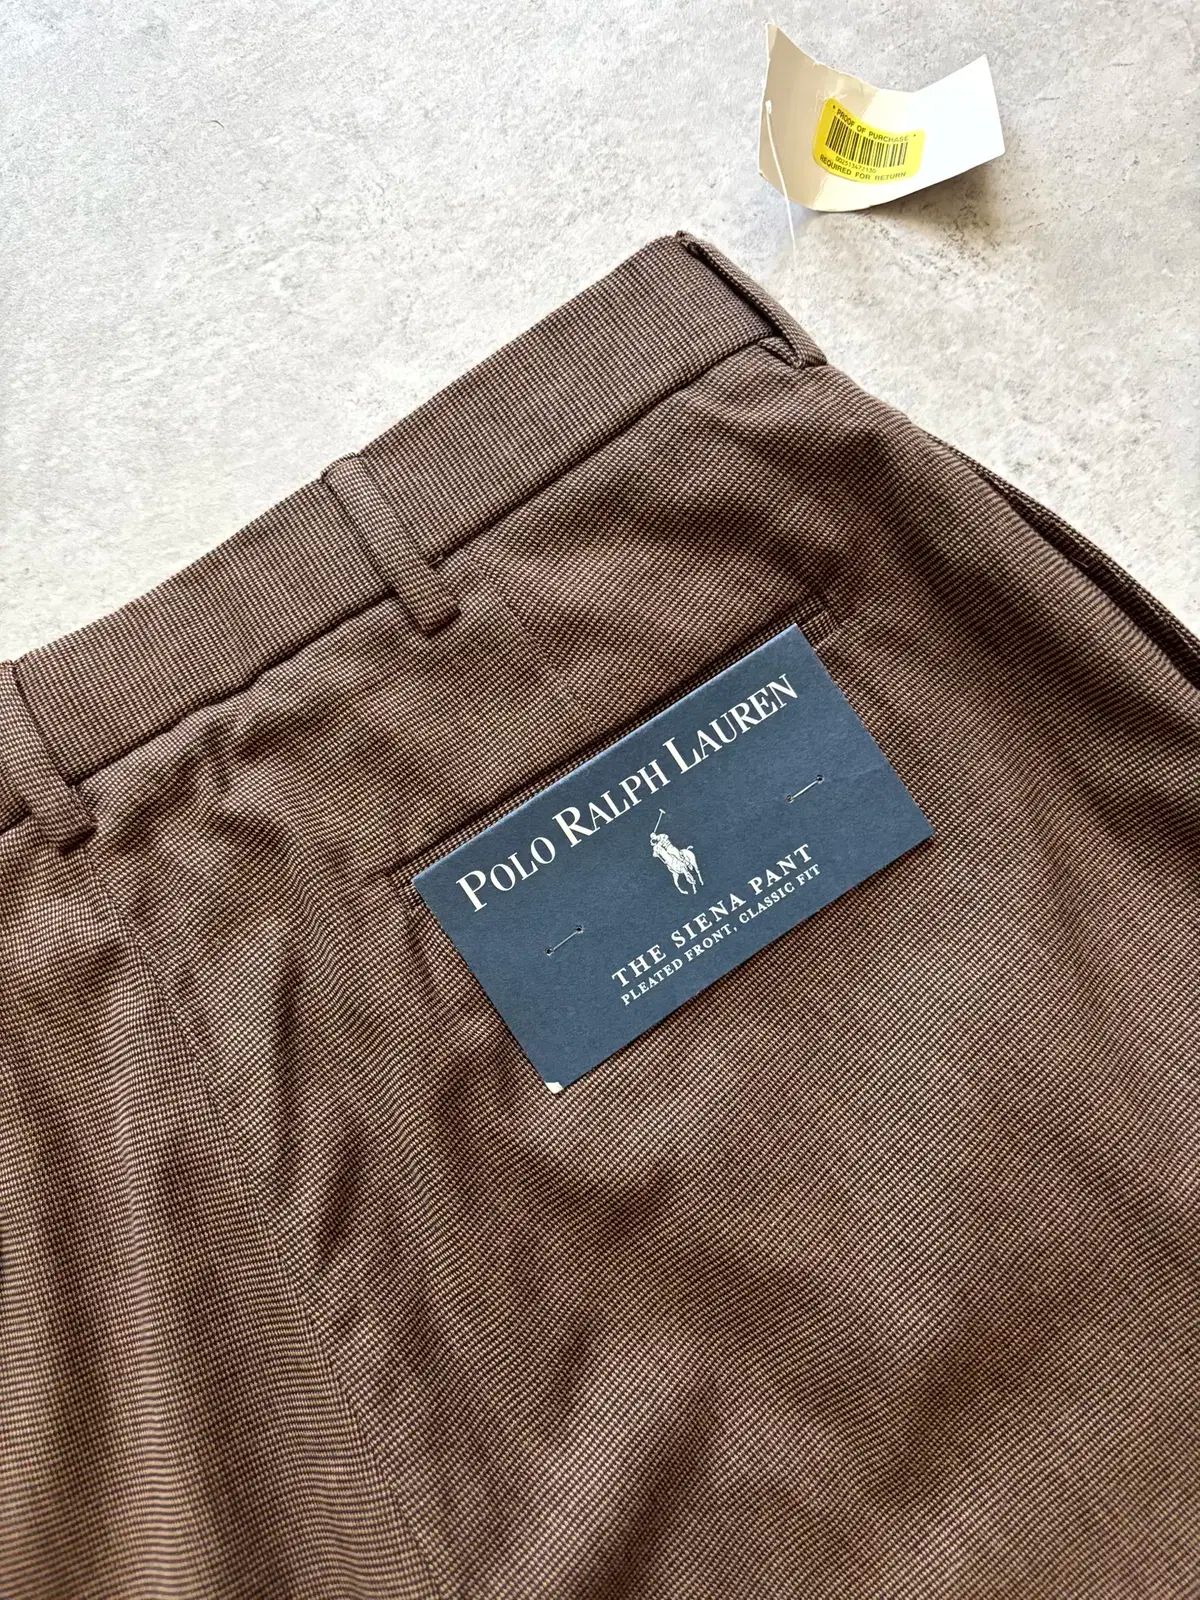 * PROOF OF PURCHASE *
REQUIRED FOR RETURN
POLO RALPH LAUREN
THE SIENA PANT
PLEATED FRONT, CLASSIC FIT